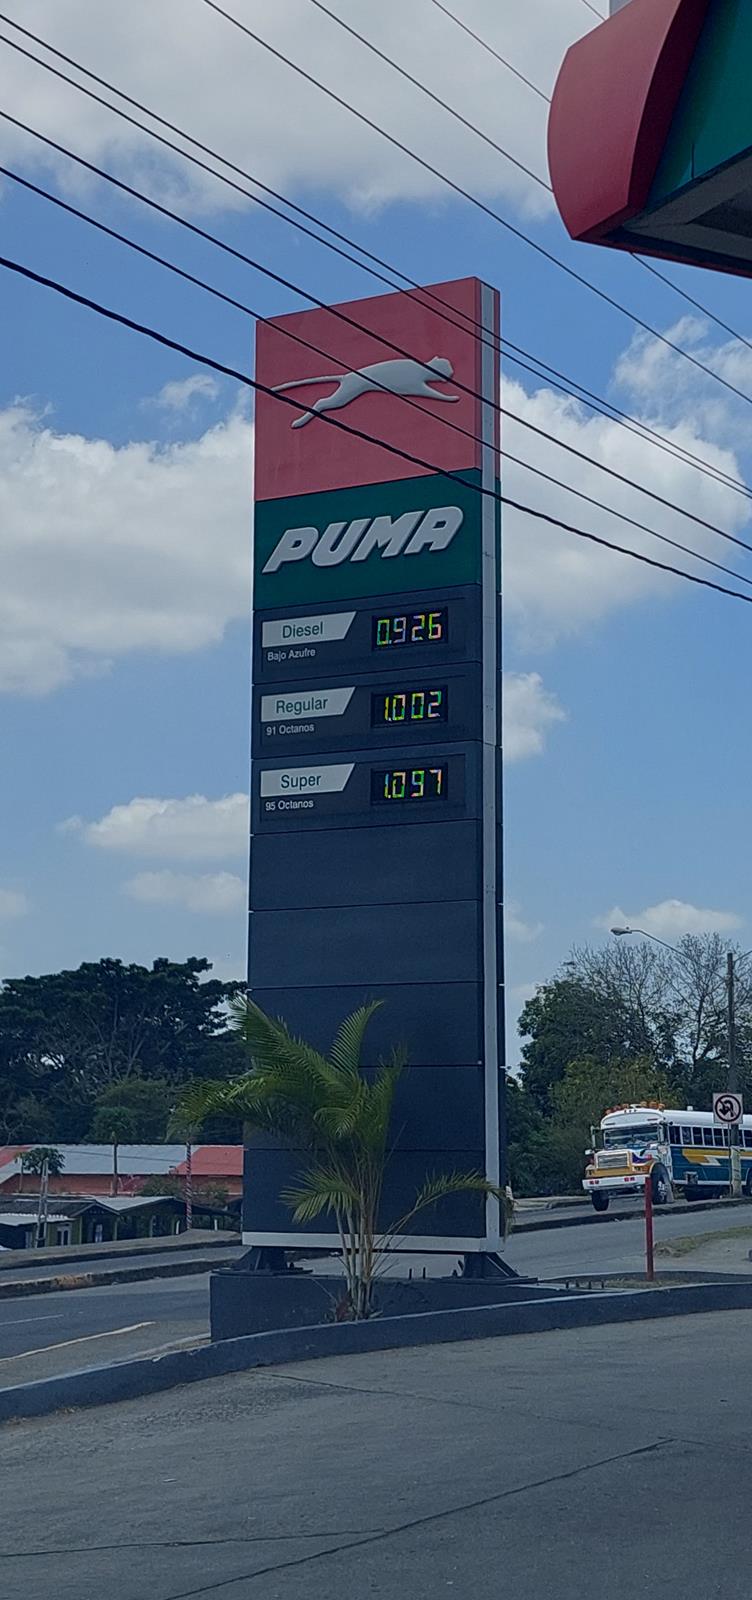 PUMA
Diesel 0.926
Bajo Azufre
Regular 1.002
91 Octanos
Super 1.097
95 Octanos